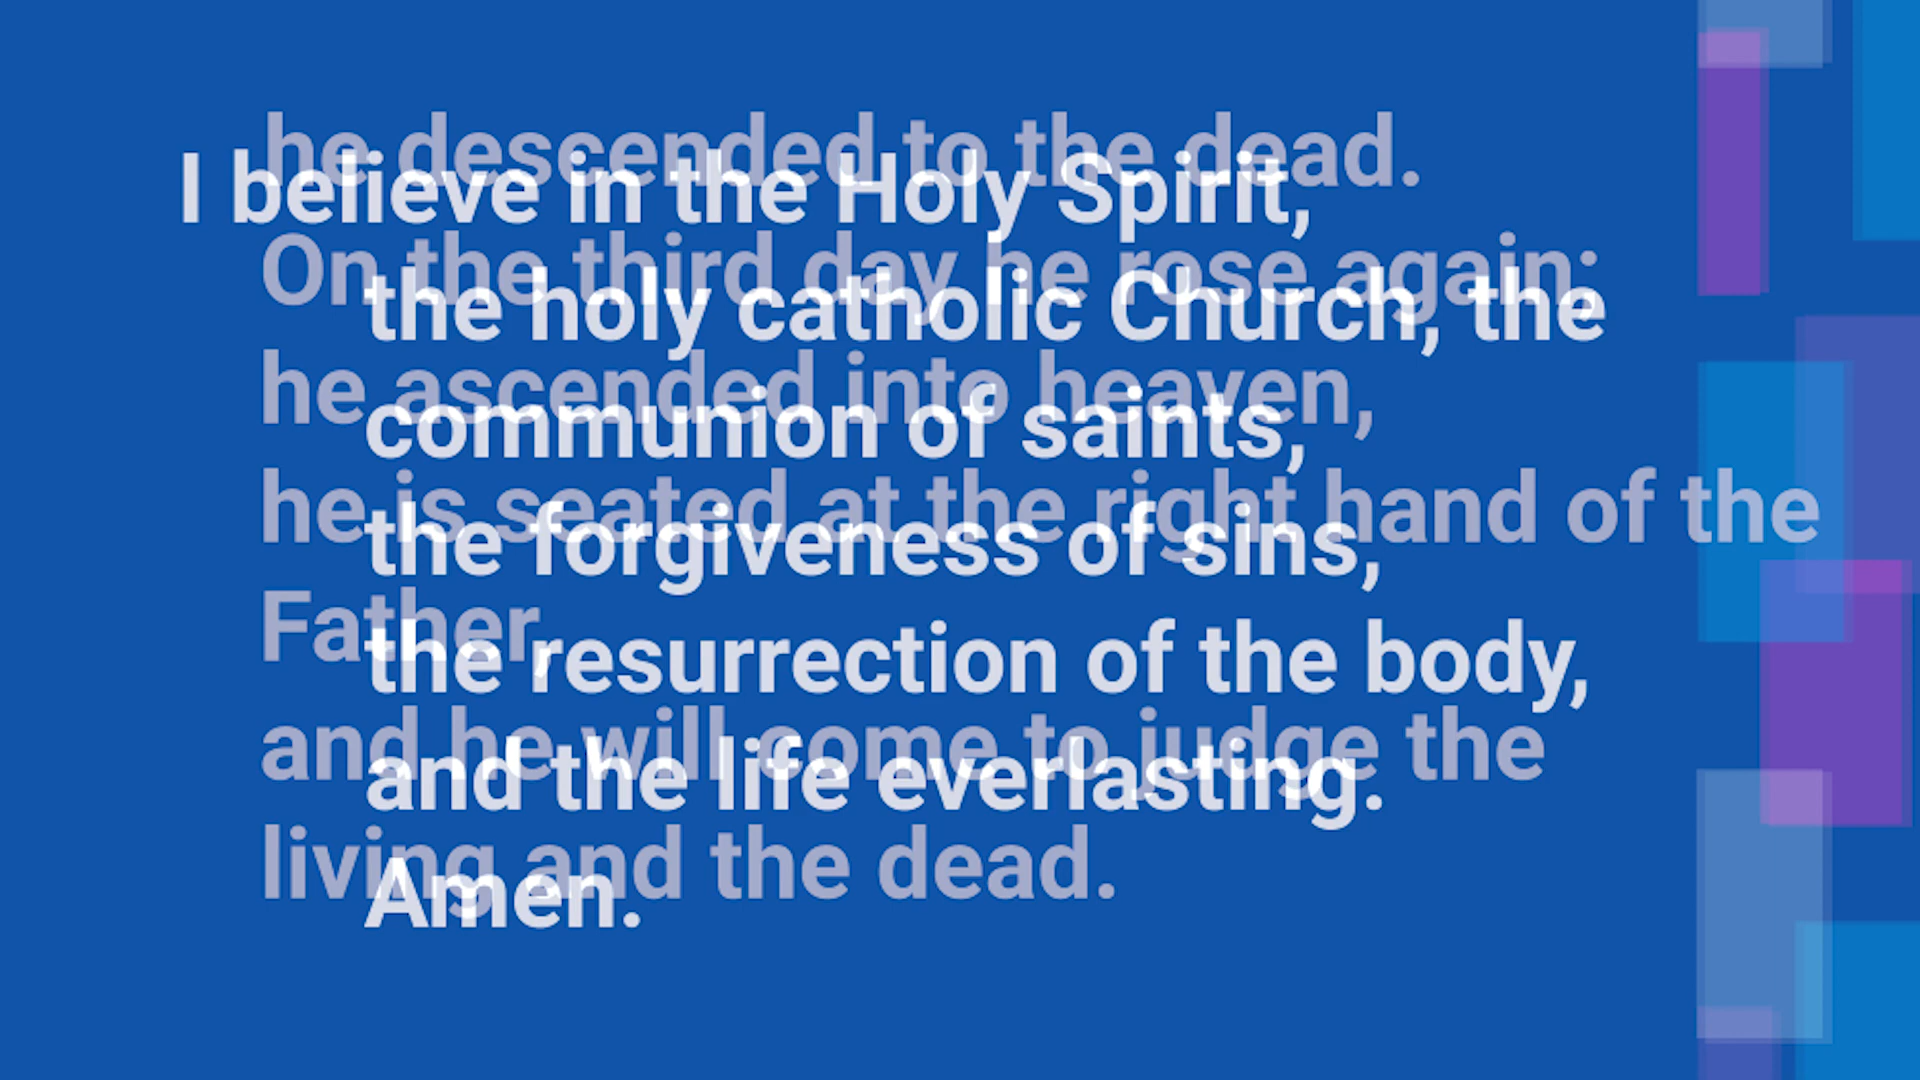 he descended to the dead.
On the third day he rose again;
he ascended into heaven,
he is seated at the right hand of the
Father,
and he will come to judge the
living and the dead.
I believe in the Holy Spirit,
the holy catholic Church, the
communion of saints,
the forgiveness of sins,
the resurrection of the body,
and the life everlasting.
Amen.